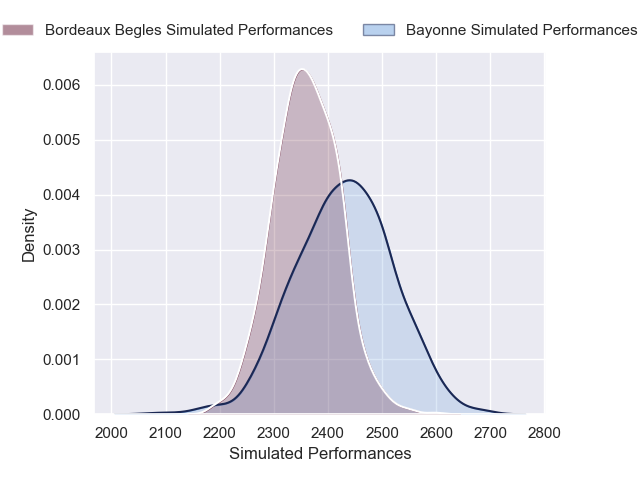 Bordeaux Begles Simulated Performances
Bayonne Simulated Performances
0.006
0.005
0.004
0.003
0.002
0.001
0.000
Density
2000 2100 2200 2300 2400 2500 2600 2700 2800
Simulated Performances